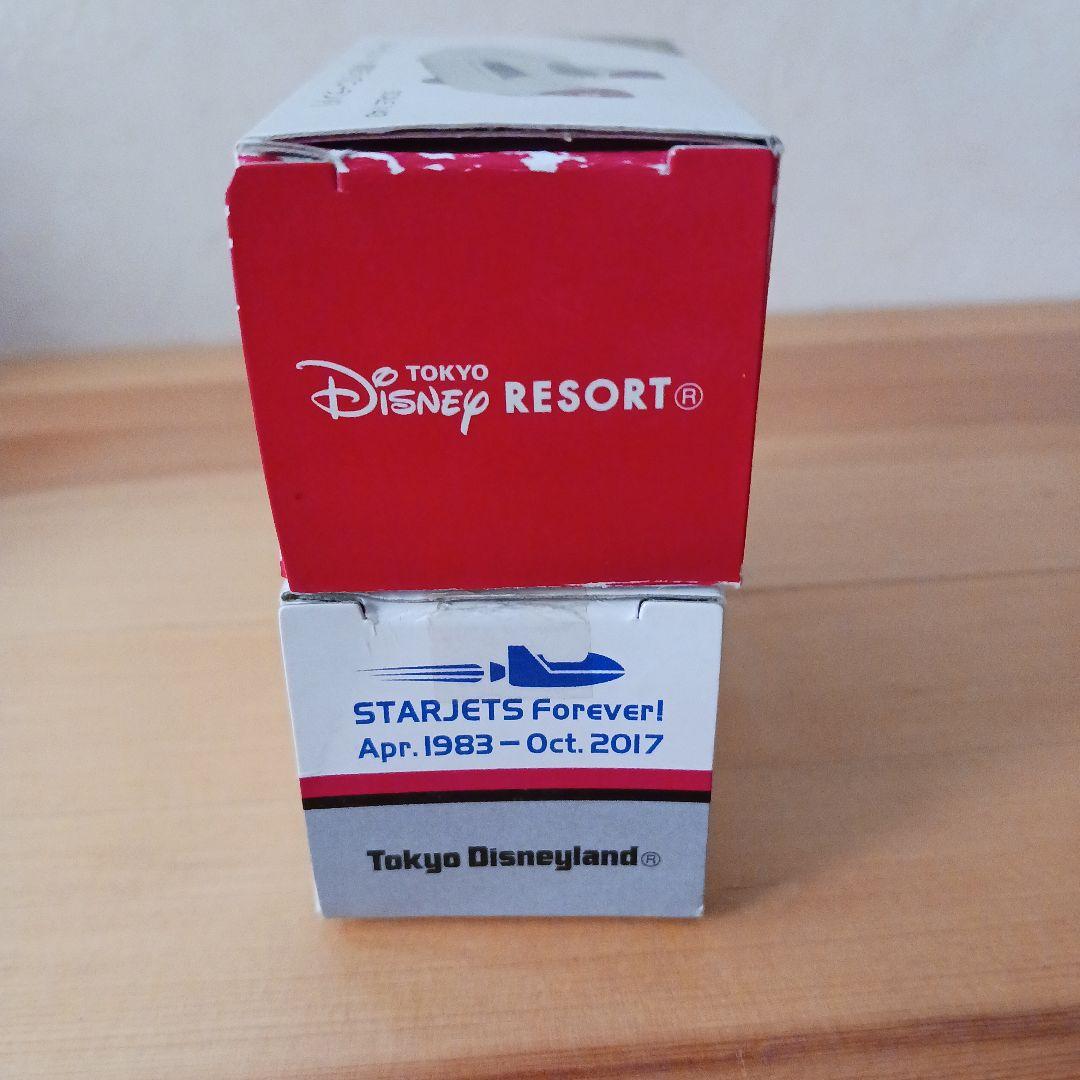 TOKYO
DISNEY RESORT®
STARJETS Forever!
Apr. 1983 – Oct. 2017
Tokyo Disneyland®